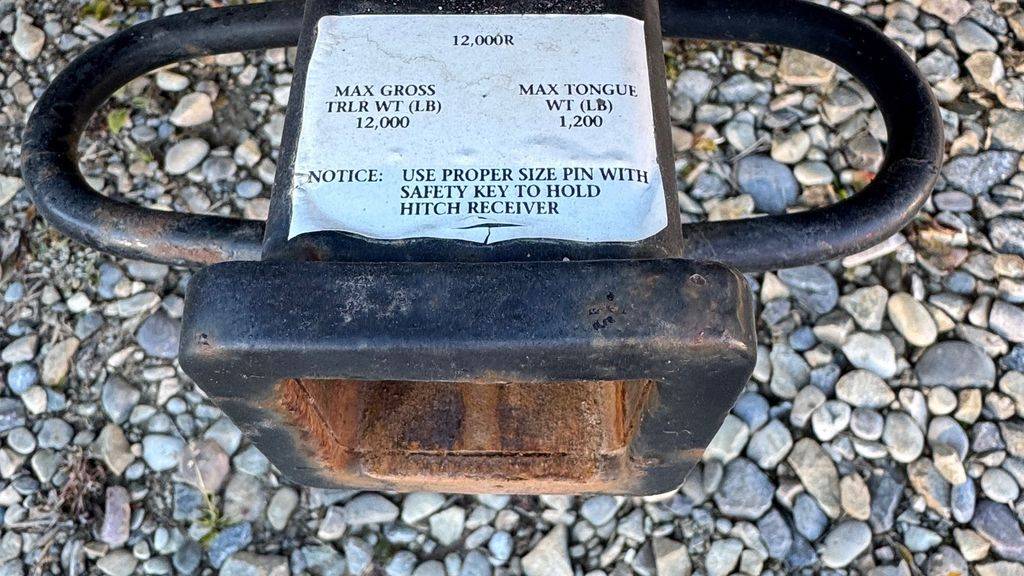 12,000R
MAX GROSS MAX TONGUE
TRLR WT (LB) WT (LB)
12,000 1,200
NOTICE: USE PROPER SIZE PIN WITH
SAFETY KEY TO HOLD
HITCH RECEIVER